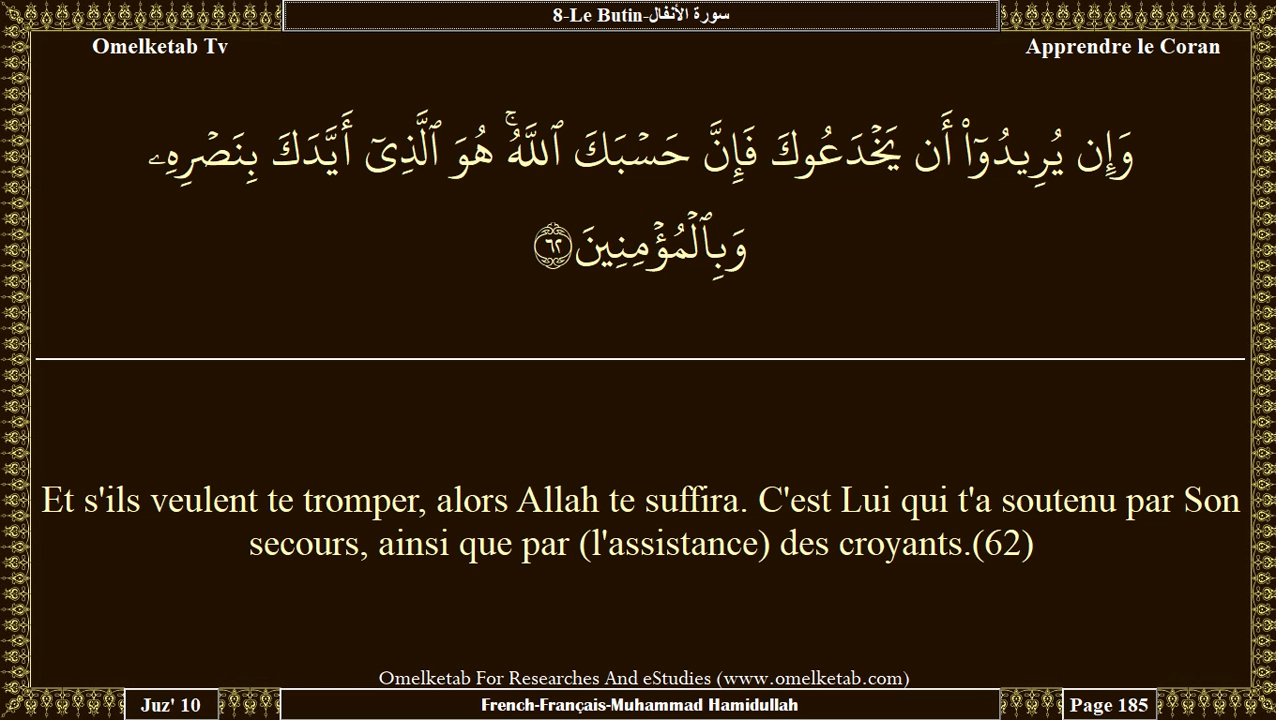 8-Le Butin-سورة الأنفال
Omelketab Tv
Apprendre le Coran
وَإِن يُرِيدُوٓا۟ أَن يَخۡدَعُوكَ فَإِنَّ حَسۡبَكَ ٱللَّهُۚ هُوَ ٱلَّذِيٓ أَيَّدَكَ بِنَصۡرِهِۦ
وَبِٱلۡمُؤۡمِنِينَ ٦٢
Et s'ils veulent te tromper, alors Allah te suffira. C'est Lui qui t'a soutenu par Son
secours, ainsi que par (l'assistance) des croyants.(62)
Omelketab For Researches And eStudies (www.omelketab.com)
Juz' 10
French-Français-Muhammad Hamidullah
Page 185